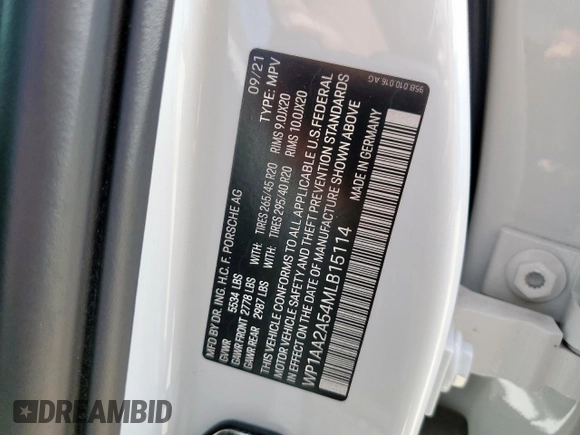 MFD BY DR. ING. H.C. F. PORSCHE AG 09/21
GVWR 5534 LBS TYPE: MPV
GAWR FRONT 2778 LBS WITH: TIRES 265/45 R20 RIMS 9.0JX20
GAWR REAR 2987 LBS WITH: TIRES 295/40 R20 RIMS 10.0JX20
THIS VEHICLE CONFORMS TO ALL APPLICABLE U.S. FEDERAL
MOTOR VEHICLE SAFETY AND THEFT PREVENTION STANDARDS
IN EFFECT ON THE DATE OF MANUFACTURE SHOWN ABOVE
WP1AA2A54MLB15114 MADE IN GERMANY
95B 010 016 AG
DREAMBID